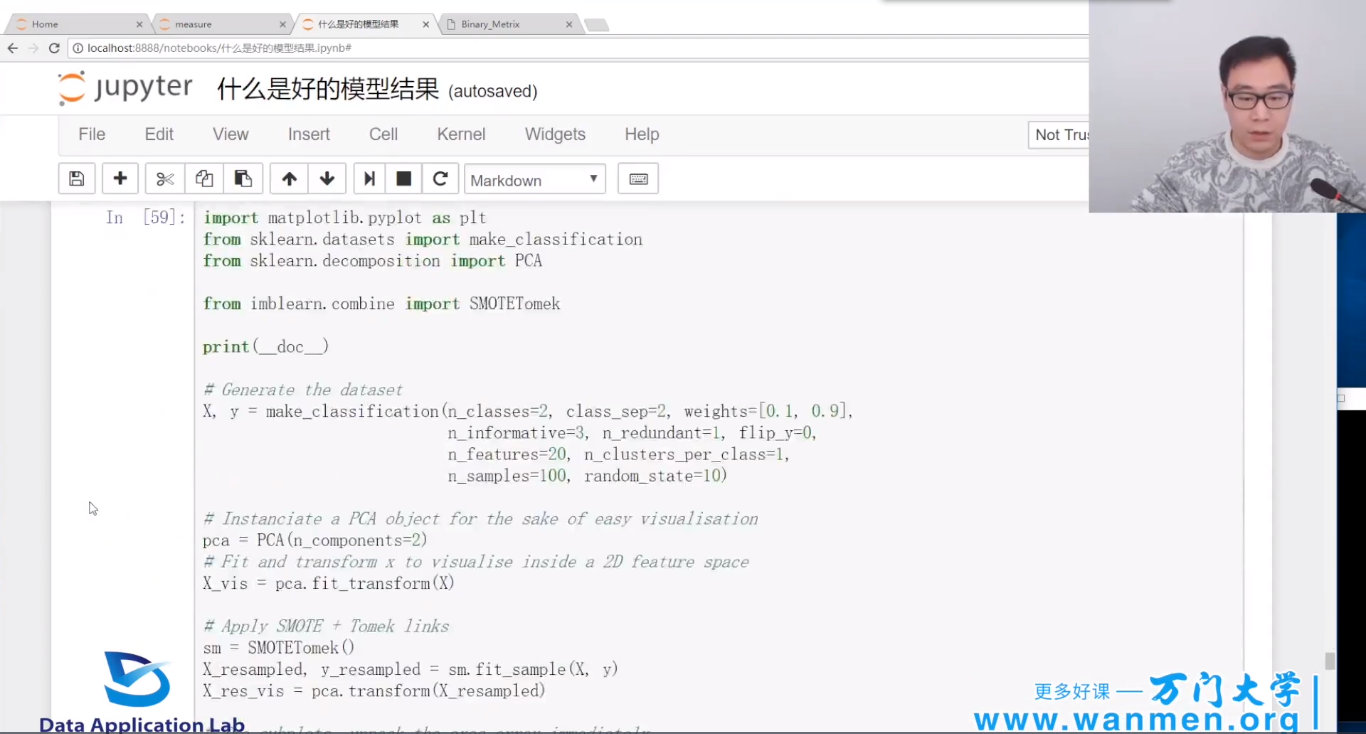 Home
measure
什么是好的模型结果
Binary_Metrix
localhost:8888/notebooks/什么是好的模型结果.ipynb#
jupyter 什么是好的模型结果 (autosaved)
File Edit View Insert Cell Kernel Widgets Help
Not
Markdown
In [59]:
import matplotlib.pyplot as plt
from sklearn.datasets import make_classification
from sklearn.decomposition import PCA
from imblearn.combine import SMOTETomek
print(__doc__)
# Generate the dataset
X, y = make_classification(n_classes=2, class_sep=2, weights=[0.1, 0.9],
n_informative=3, n_redundant=1, flip_y=0,
n_features=20, n_clusters_per_class=1,
n_samples=100, random_state=10)
# Instanciate a PCA object for the sake of easy visualisation
pca = PCA(n_components=2)
# Fit and transform x to visualise inside a 2D feature space
X_vis = pca.fit_transform(X)
# Apply SMOTE + Tomek links
sm = SMOTETomek()
X_resampled, y_resampled = sm.fit_sample(X, y)
X_res_vis = pca.transform(X_resampled)
Data Application Lab
更多好课 — 万门大学
www.wanmen.org